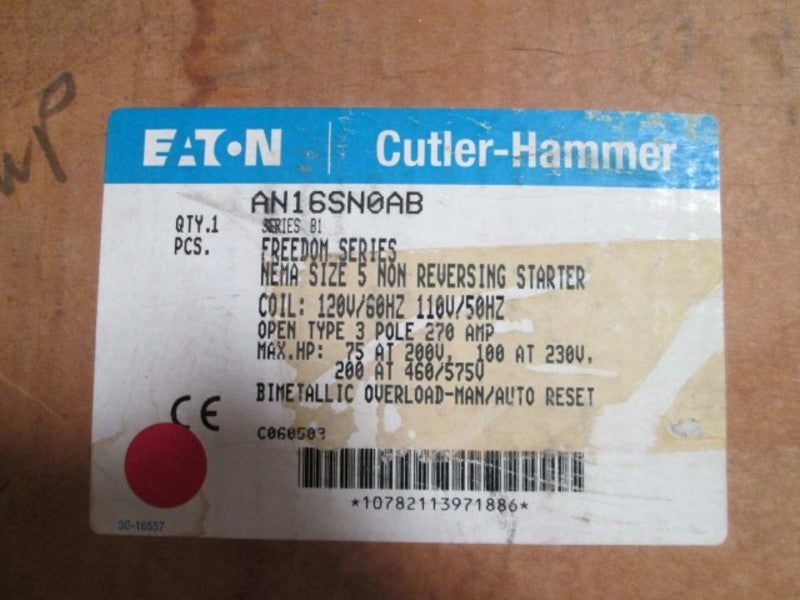 WP
EATON | Cutler-Hammer
AN16SN0AB
QTY.1 SERIES B1
PCS. FREEDOM SERIES
NEMA SIZE 5 NON REVERSING STARTER
COIL: 120V/60HZ 110V/50HZ
OPEN TYPE 3 POLE 270 AMP
MAX.HP: 75 AT 200V, 100 AT 230V,
200 AT 460/575V
BIMETALLIC OVERLOAD-MAN/AUTO RESET
CE
C060503
*10782113971886*
30-16557